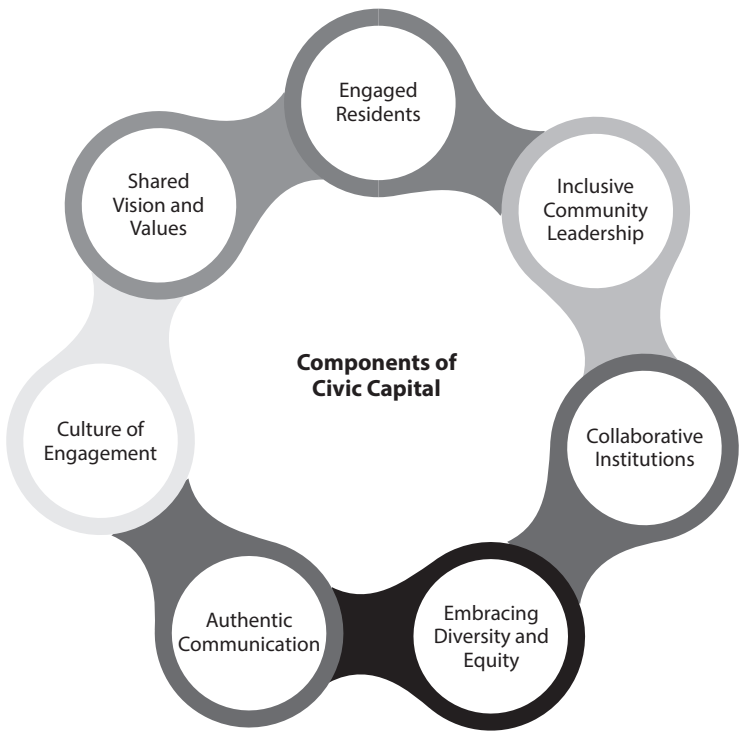 Engaged
Residents
Inclusive
Community
Leadership
Collaborative
Institutions
Embracing
Diversity and
Equity
Authentic
Communication
Culture of
Engagement
Shared
Vision and
Values
Components of
Civic Capital